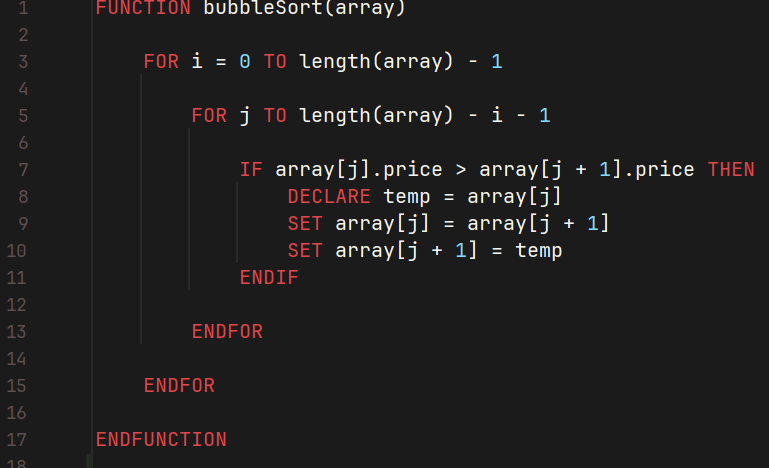 1 FUNCTION bubbleSort(array)
2
3 FOR i = 0 TO length(array) - 1
4
5 FOR j TO length(array) - i - 1
6
7 IF array[j].price > array[j + 1].price THEN
8 DECLARE temp = array[j]
9 SET array[j] = array[j + 1]
10 SET array[j + 1] = temp
11 ENDIF
12
13 ENDFOR
14
15 ENDFOR
16
17 ENDFUNCTION
18